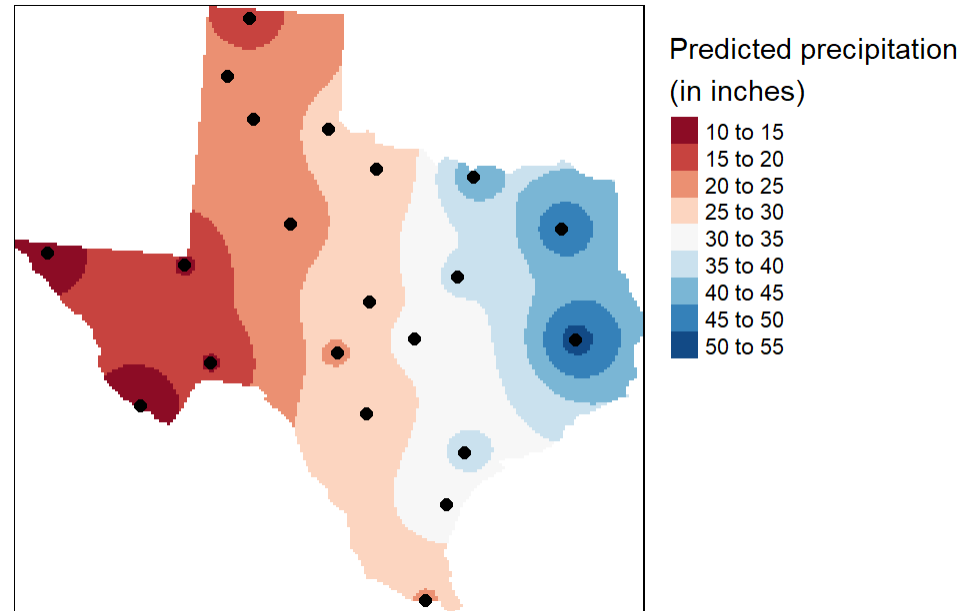 Predicted precipitation
(in inches)
10 to 15
15 to 20
20 to 25
25 to 30
30 to 35
35 to 40
40 to 45
45 to 50
50 to 55